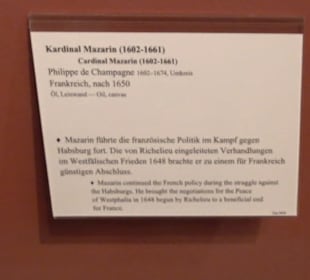 Kardinal Mazarin (1602-1661)
Cardinal Mazarin (1602-1661)
Philippe de Champagne 1602-1674, Umkreis
Frankreich, nach 1650
Öl, Leinwand — Oil, canvas
♦ Mazarin führte die französische Politik im Kampf gegen
Habsburg fort. Die von Richelieu eingeleiteten Verhandlungen
im Westfälischen Frieden 1648 brachte er zu einem für Frankreich
günstigen Abschluss.
♦ Mazarin continued the French policy during the struggle against
the Habsburgs. He brought the negotiations for the Peace
of Westphalia in 1648 begun by Richelieu to a beneficial end
for France.